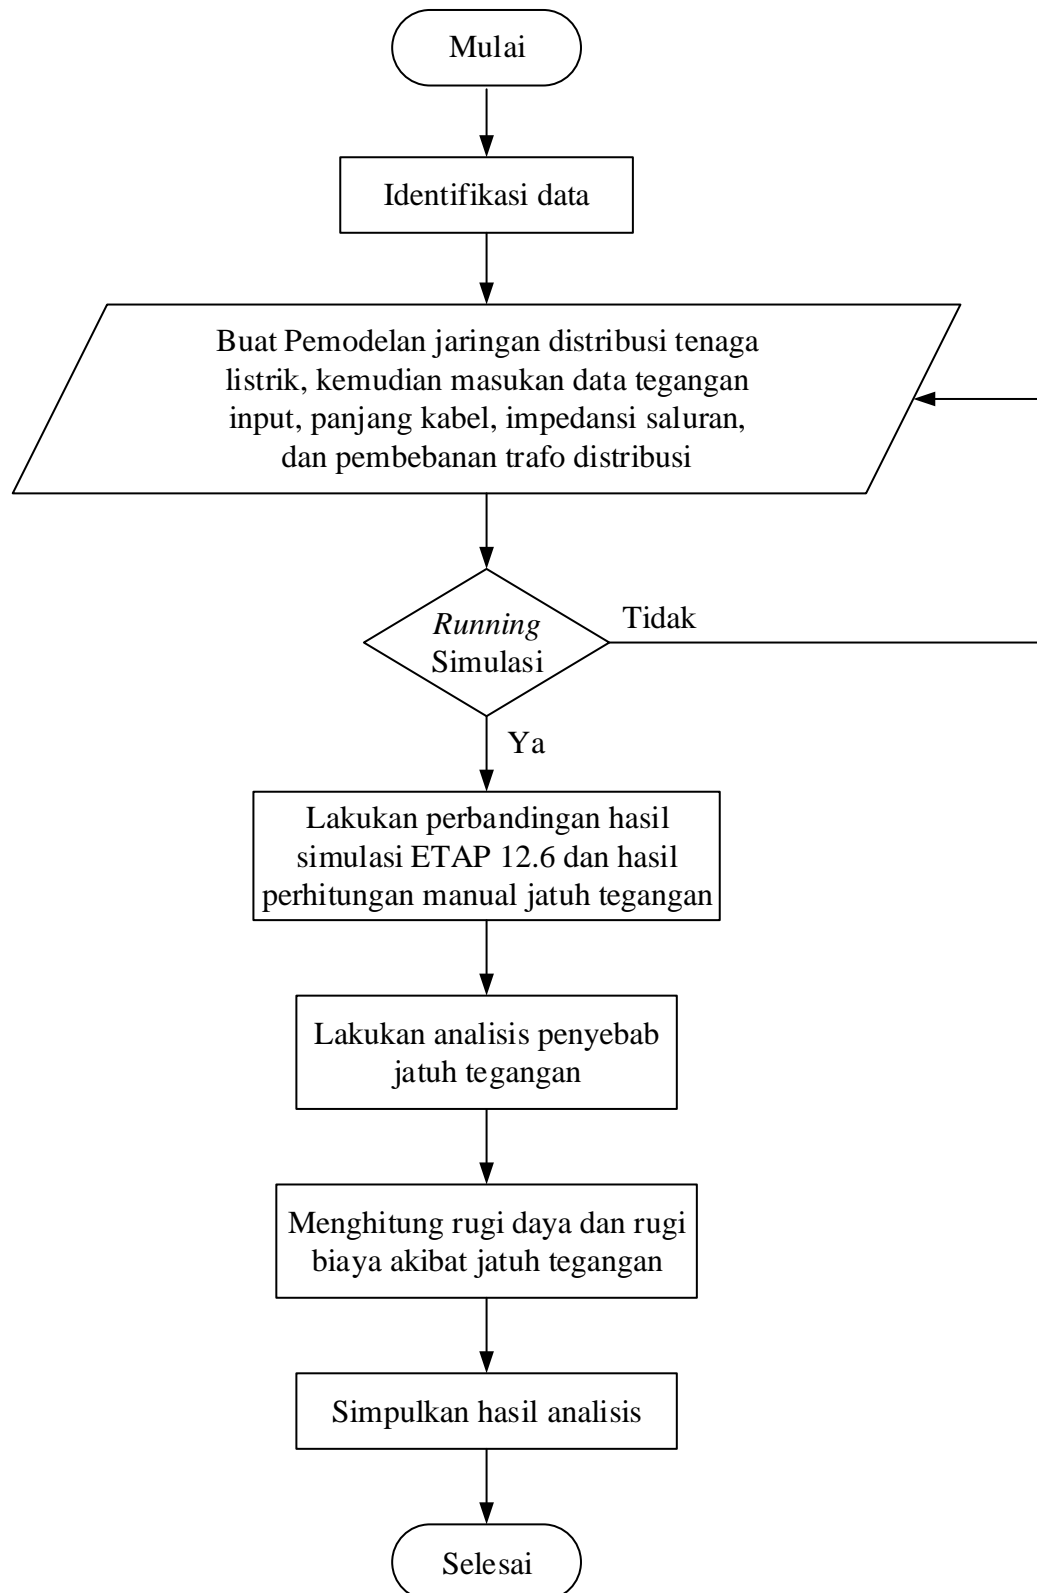 Mulai
Identifikasi data
Buat Pemodelan jaringan distribusi tenaga
listrik, kemudian masukan data tegangan
input, panjang kabel, impedansi saluran,
dan pembebanan trafo distribusi
Running
Simulasi
Tidak
Ya
Lakukan perbandingan hasil
simulasi ETAP 12.6 dan hasil
perhitungan manual jatuh tegangan
Lakukan analisis penyebab
jatuh tegangan
Menghitung rugi daya dan rugi
biaya akibat jatuh tegangan
Simpulkan hasil analisis
Selesai